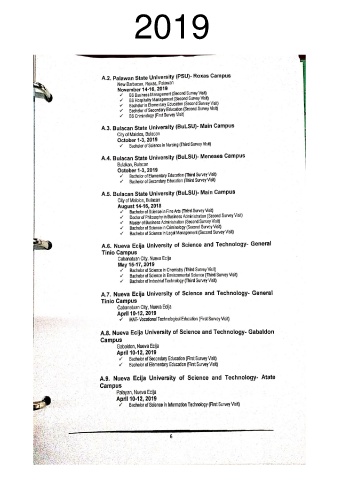 2019
A.2. Palawan State University (PSU)- Roxas Campus
New Barbaran, Roxas, Palawan
November 14-16, 2019
✓ BS Business Management (Second Survey Visit)
✓ BS Hospitality Management (Second Survey Visit)
✓ Bachelor in Elementary Education (Second Survey Visit)
✓ Bachelor of Secondary Education (Second Survey Visit)
✓ BS Criminology (First Survey Visit)
A.3. Bulacan State University (BuLSU)- Main Campus
City of Malolos, Bulacan
October 1-3, 2019
✓ Bachelor of Science in Nursing (Third Survey Visit)
A.4. Bulacan State University (BuLSU)- Meneses Campus
Bulakan, Bulacan
October 1-3, 2019
✓ Bachelor of Elementary Education (Third Survey Visit)
✓ Bachelor of Secondary Education (Third Survey Visit)
A.5. Bulacan State University (BuLSU)- Main Campus
City of Malolos, Bulacan
August 14-16, 2019
✓ Bachelor of Science in Fine Arts (Third Survey Visit)
✓ Doctor of Philosophy in Business Administration (Second Survey Visit)
✓ Master of Business Administration (Second Survey Visit)
✓ Bachelor of Science in Criminology (Second Survey Visit)
✓ Bachelor of Science in Legal Management (Second Survey Visit)
A.6. Nueva Ecija University of Science and Technology- General
Tinio Campus
Cabanatuan City, Nueva Ecija
May 15-17, 2019
✓ Bachelor of Science in Chemistry (Third Survey Visit)
✓ Bachelor of Science in Environmental Science (Third Survey Visit)
✓ Bachelor of Industrial Technology (Third Survey Visit)
A.7. Nueva Ecija University of Science and Technology- General
Tinio Campus
Cabanatuan City, Nueva Ecija
April 10-12, 2019
✓ MAIE- Vocational Technological Education (First Survey Visit)
A.8. Nueva Ecija University of Science and Technology- Gabaldon
Campus
Gabaldon, Nueva Ecija
April 10-12, 2019
✓ Bachelor of Secondary Education (First Survey Visit)
✓ Bachelor of Elementary Education (First Survey Visit)
A.9. Nueva Ecija University of Science and Technology- Atate
Campus
Palayan, Nueva Ecija
April 10-12, 2019
✓ Bachelor of Science in Information Technology (First Survey Visit)
6